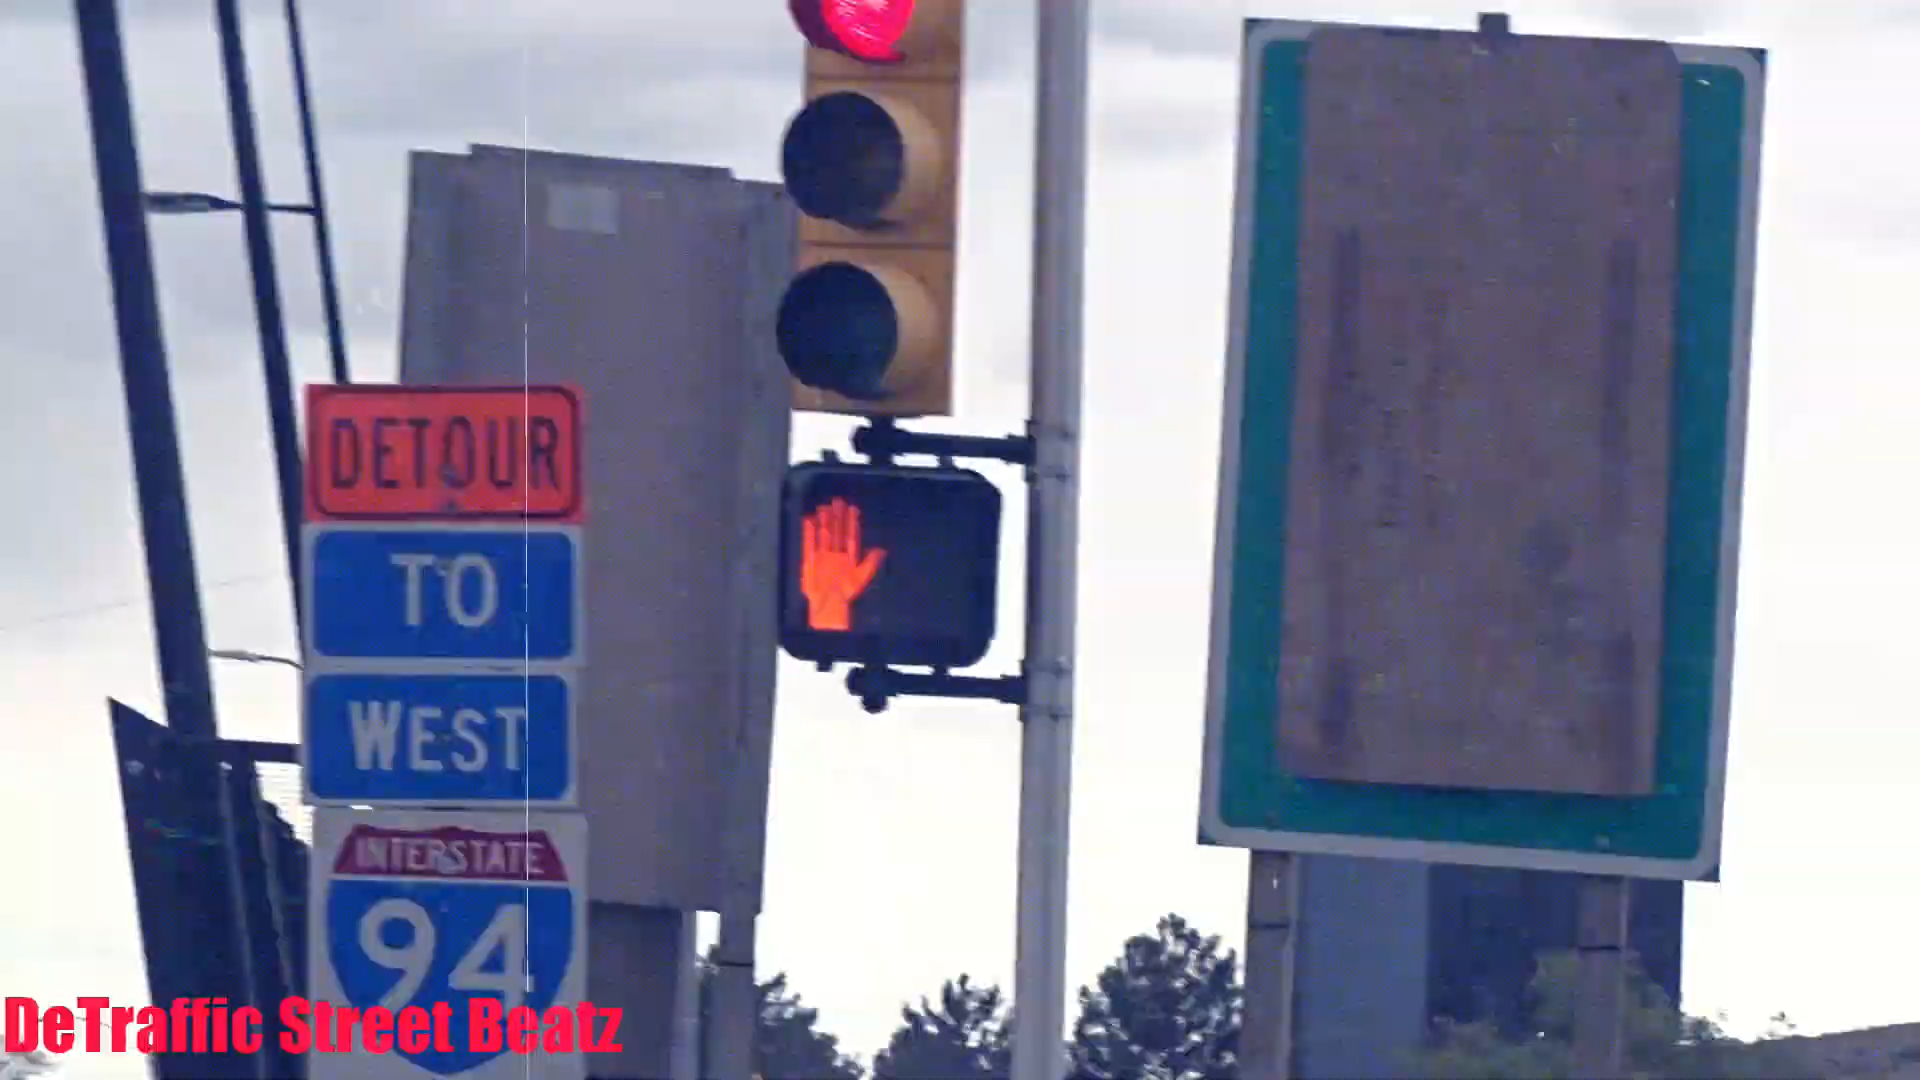 DETOUR
TO
WEST
INTERSTATE
94
DeTraffic Street Beatz